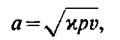 a = √ϰpv,